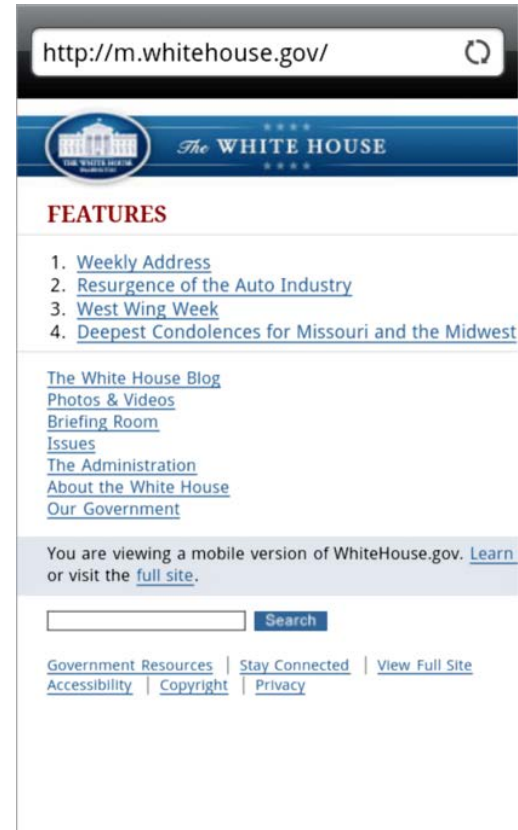 http://m.whitehouse.gov/
THE WHITE HOUSE
The WHITE HOUSE
FEATURES
1. Weekly Address
2. Resurgence of the Auto Industry
3. West Wing Week
4. Deepest Condolences for Missouri and the Midwest
The White House Blog
Photos & Videos
Briefing Room
Issues
The Administration
About the White House
Our Government
You are viewing a mobile version of WhiteHouse.gov. Learn
or visit the full site.
Search
Government Resources | Stay Connected | View Full Site
Accessibility | Copyright | Privacy